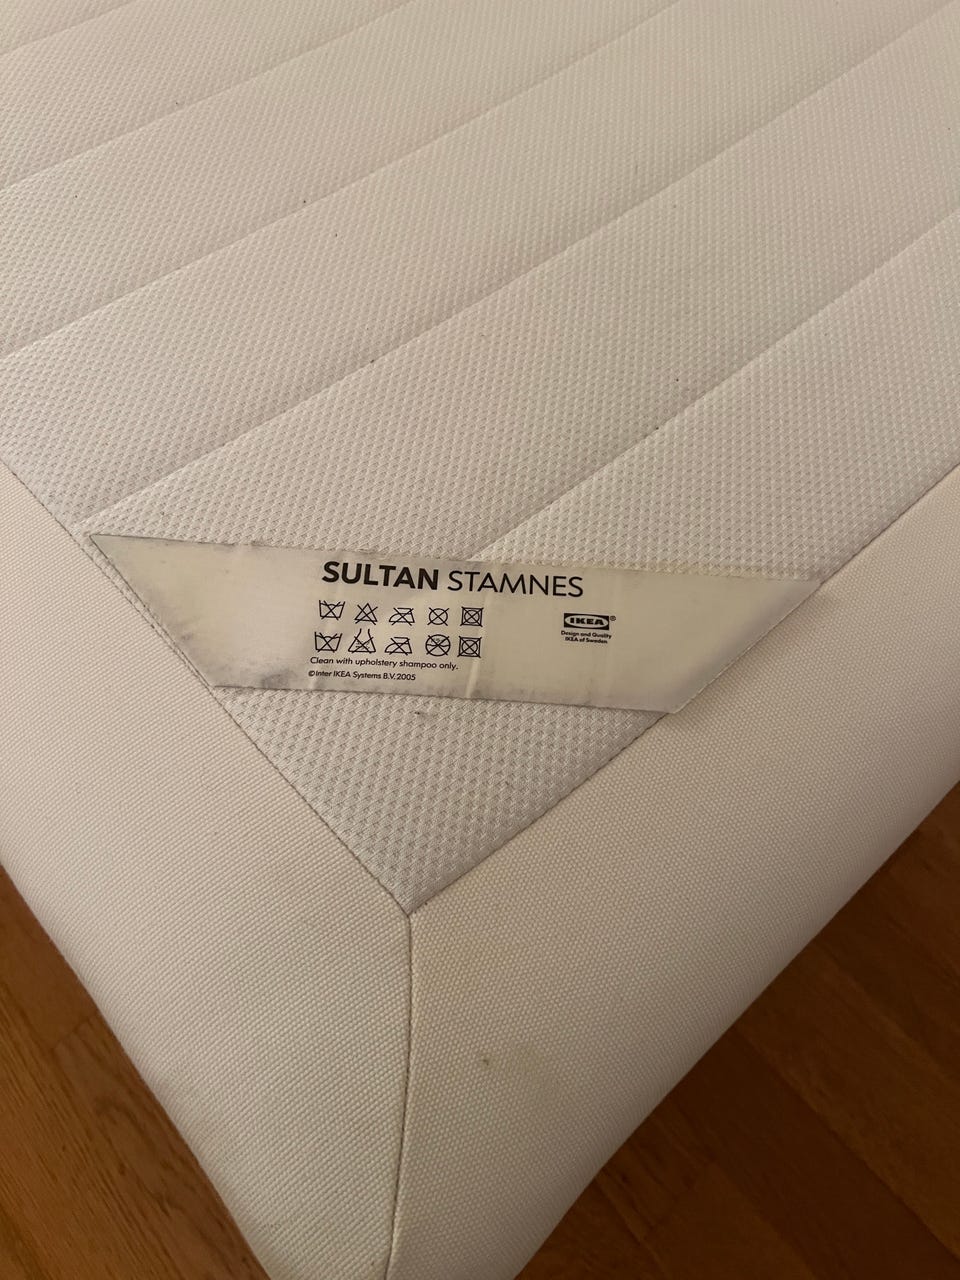 SULTAN STAMNES
IKEA®
Design and Quality
IKEA of Sweden
Clean with upholstery shampoo only.
©Inter IKEA Systems B.V. 2005